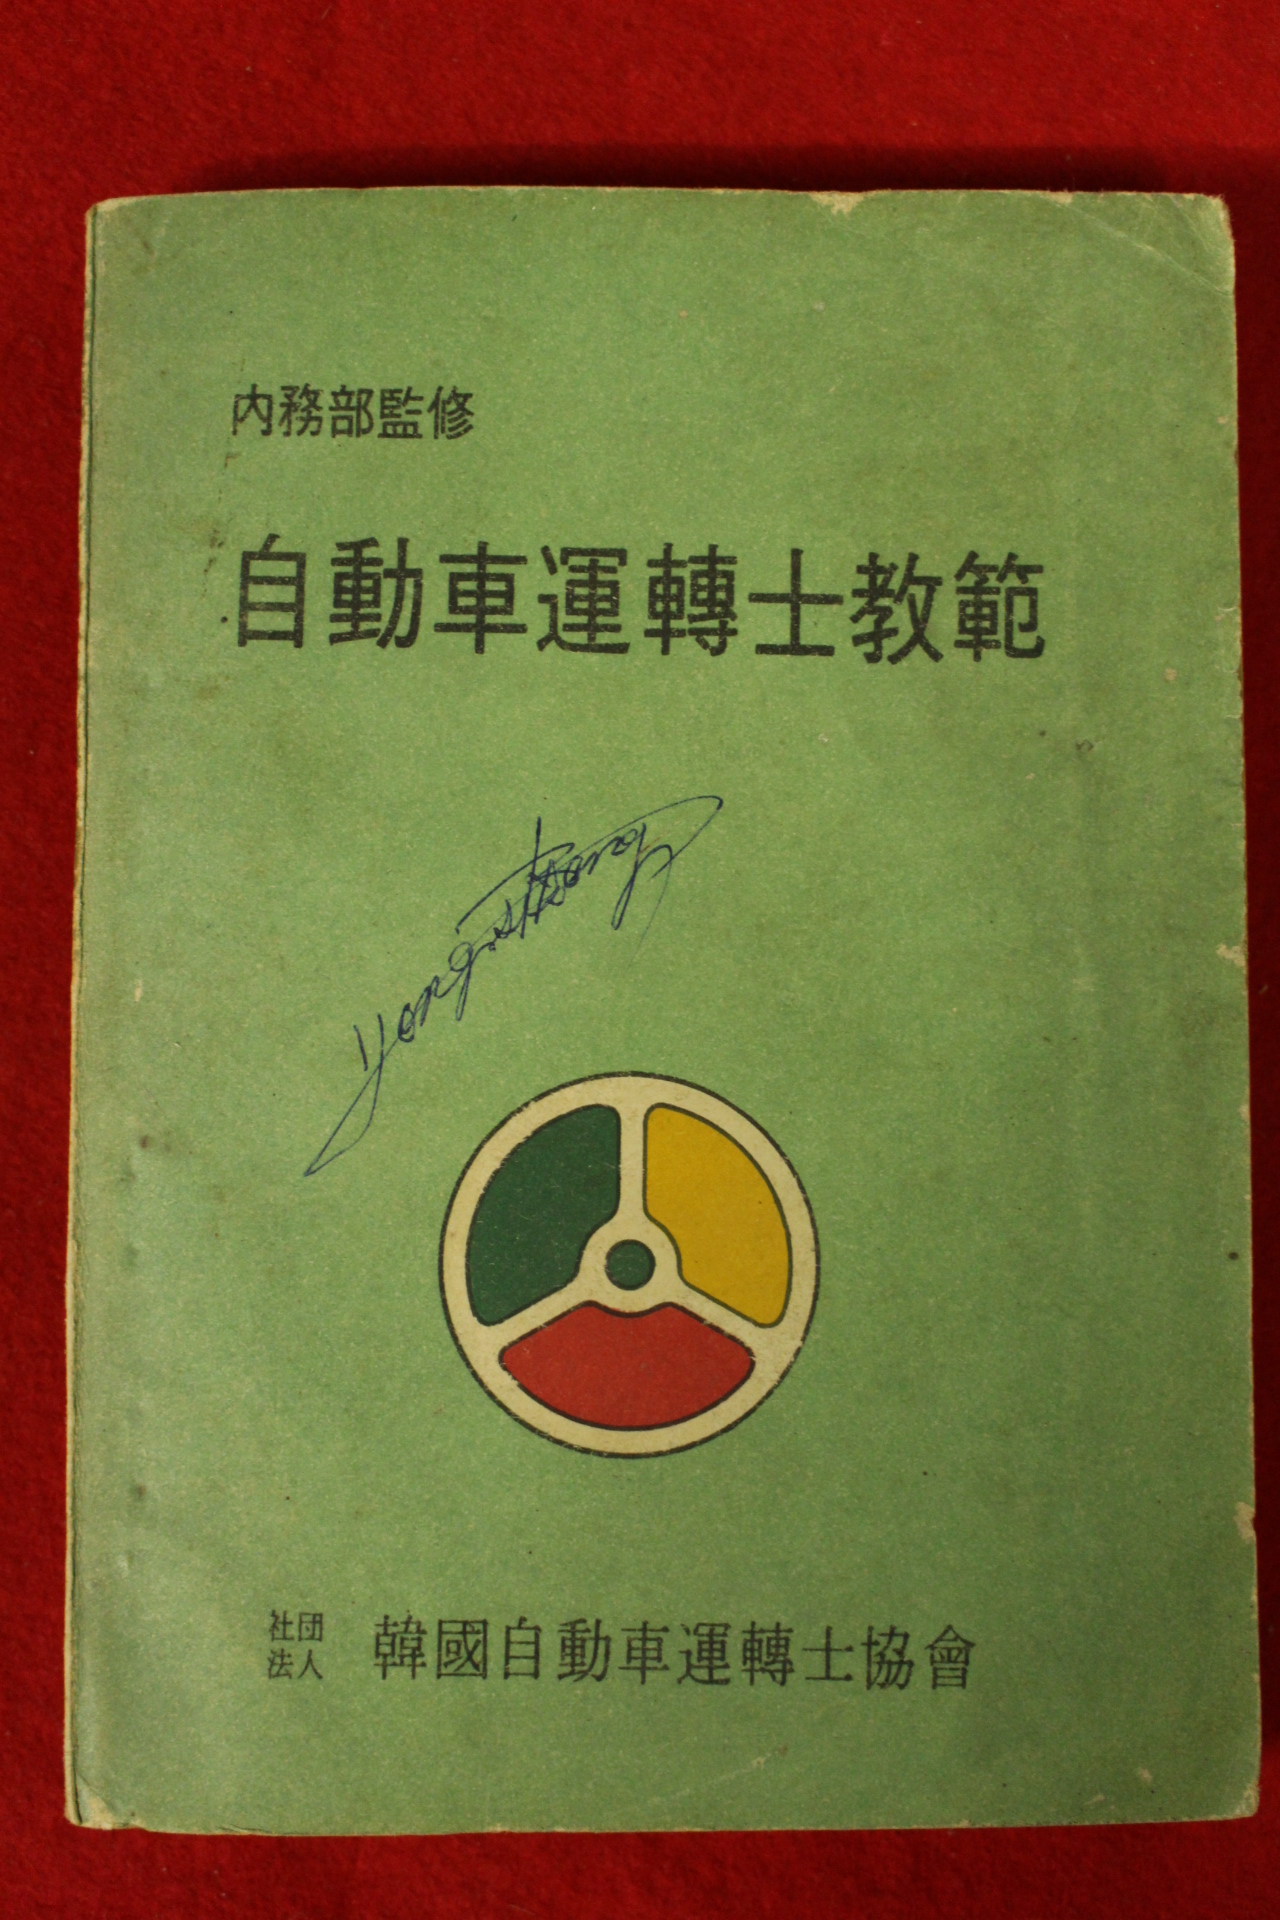 内務部監修
自動車運轉士教範
社団法人 韓國自動車運轉士協會